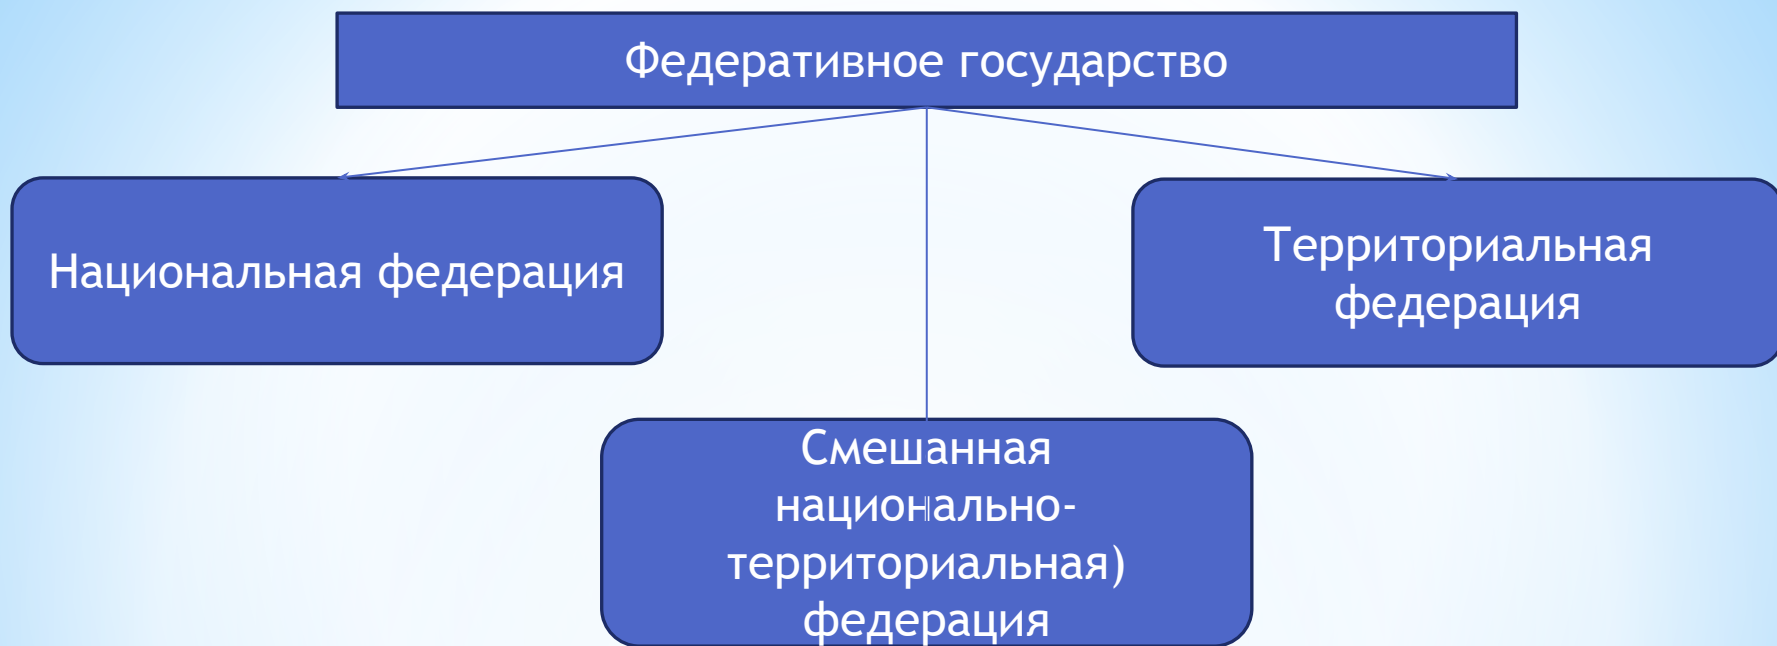 Федеративное государство
Национальная федерация
Территориальная
федерация
Смешанная
национально-
территориальная)
федерация